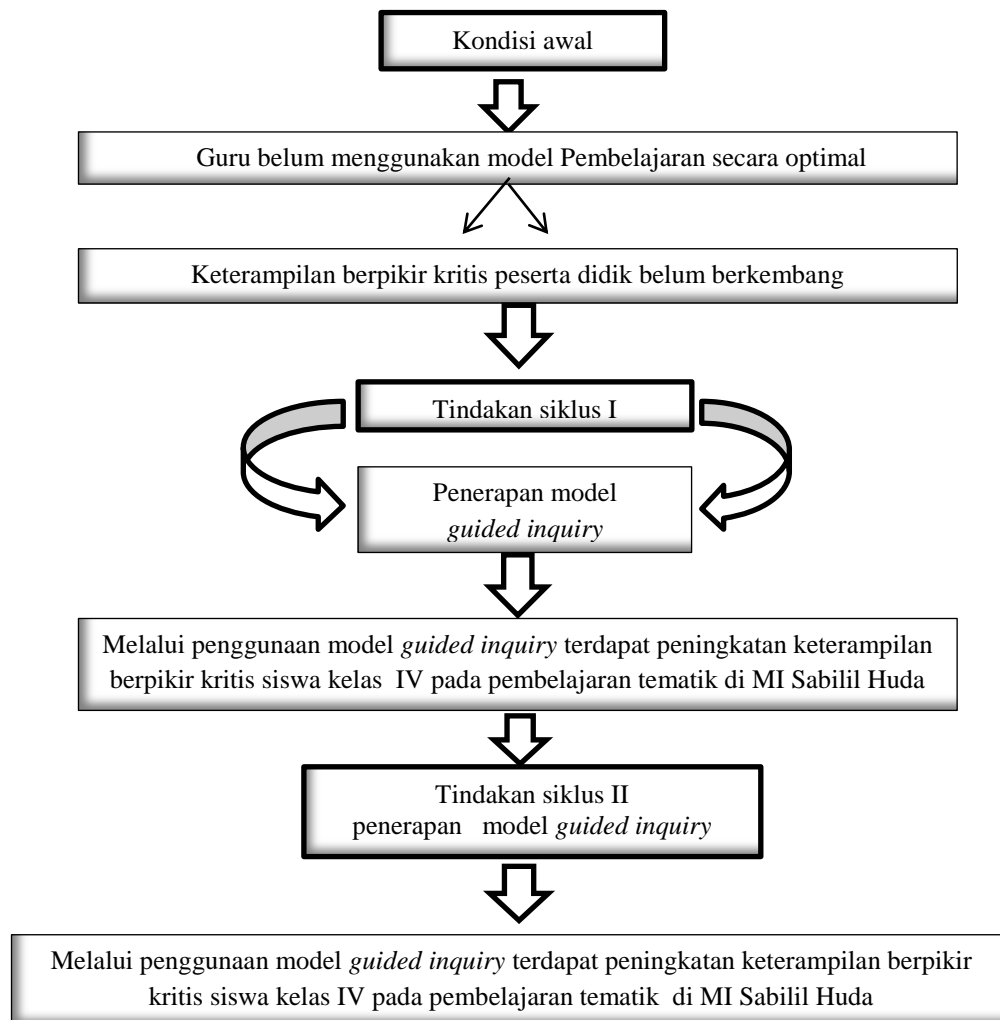 Kondisi awal
Guru belum menggunakan model Pembelajaran secara optimal
Keterampilan berpikir kritis peserta didik belum berkembang
Tindakan siklus I
Penerapan model
guided inquiry
Melalui penggunaan model guided inquiry terdapat peningkatan keterampilan
berpikir kritis siswa kelas IV pada pembelajaran tematik di MI Sabilil Huda
Tindakan siklus II
penerapan model guided inquiry
Melalui penggunaan model guided inquiry terdapat peningkatan keterampilan berpikir
kritis siswa kelas IV pada pembelajaran tematik di MI Sabilil Huda